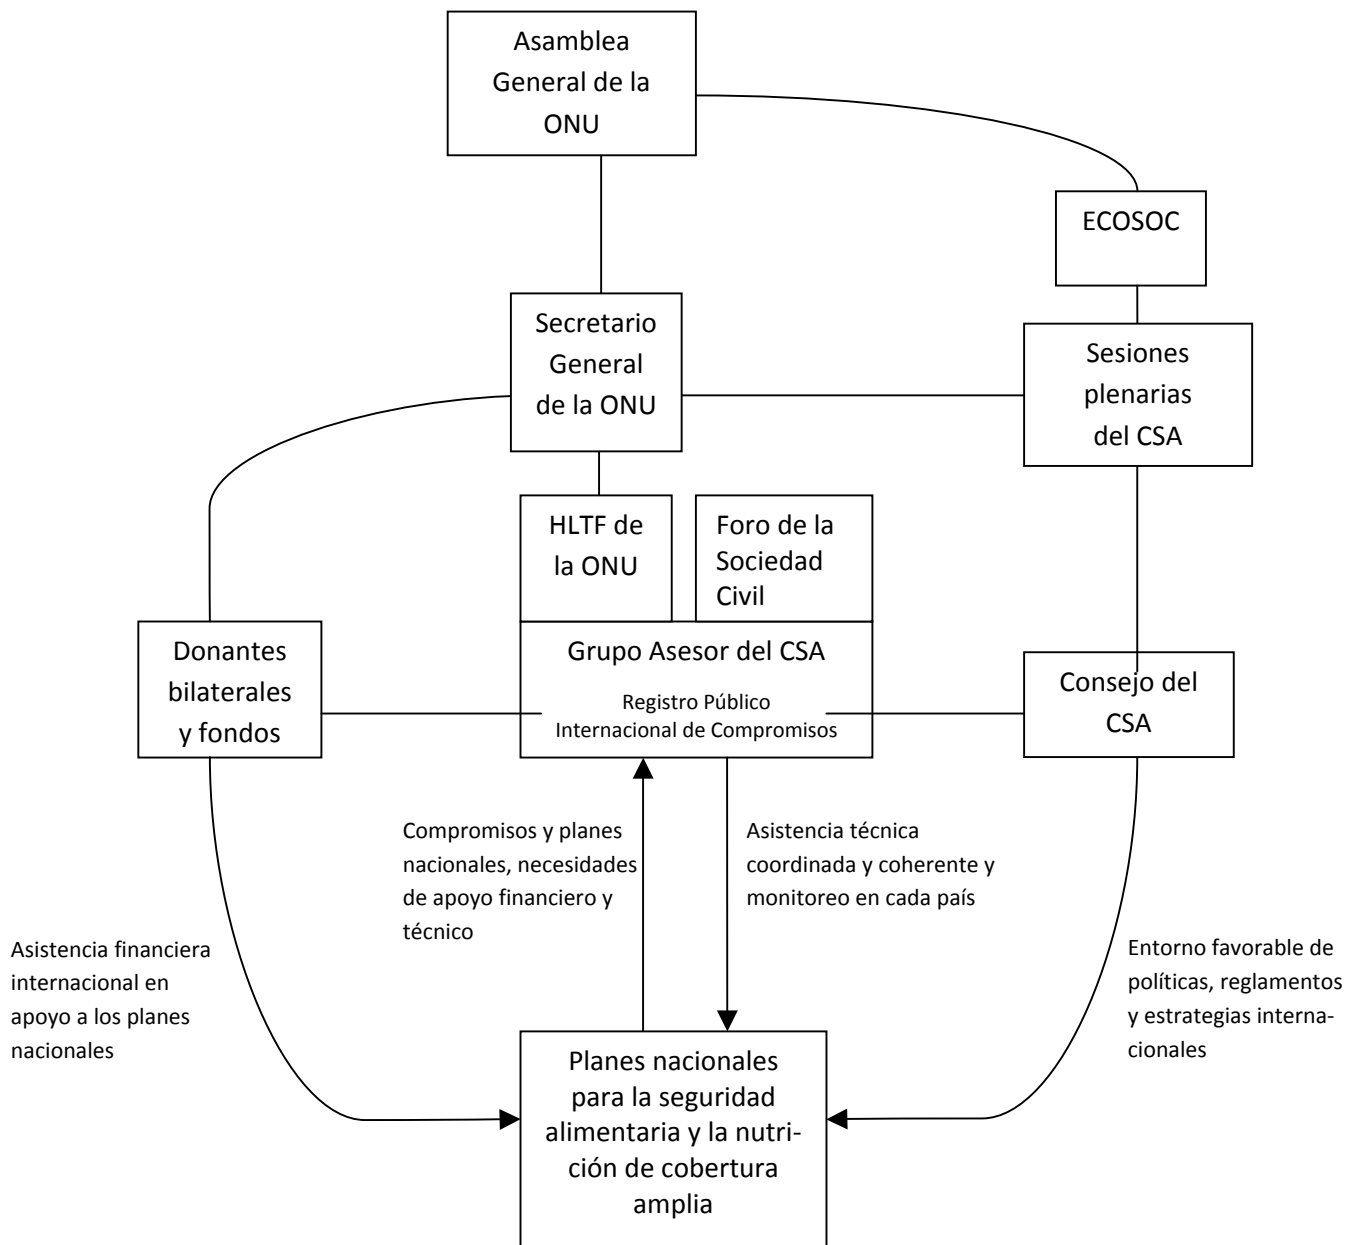 Asamblea
General de la
ONU
ECOSOC
Secretario
General
de la ONU
Sesiones
plenarias
del CSA
HLTF de
la ONU
Foro de la
Sociedad
Civil
Donantes
bilaterales
y fondos
Grupo Asesor del CSA
Registro Público
Internacional de Compromisos
Consejo del
CSA
Compromisos y planes
nacionales, necesidades
de apoyo financiero y
técnico
Asistencia técnica
coordinada y coherente y
monitoreo en cada país
Asistencia financiera
internacional en
apoyo a los planes
nacionales
Entorno favorable de
políticas, reglamentos
y estrategias interna-
cionales
Planes nacionales
para la seguridad
alimentaria y la nutri-
ción de cobertura
amplia